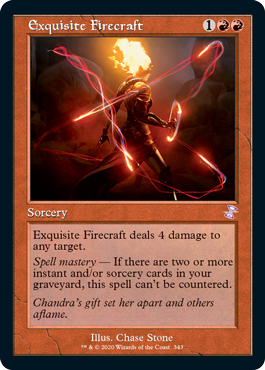 Exquisite Firecraft 1
Sorcery
Exquisite Firecraft deals 4 damage to
any target.
Spell mastery — If there are two or more
instant and/or sorcery cards in your
graveyard, this spell can't be countered.
Chandra's gift set her apart and others
aflame.
Illus. Chase Stone
™ & © 2020 Wizards of the Coast 343